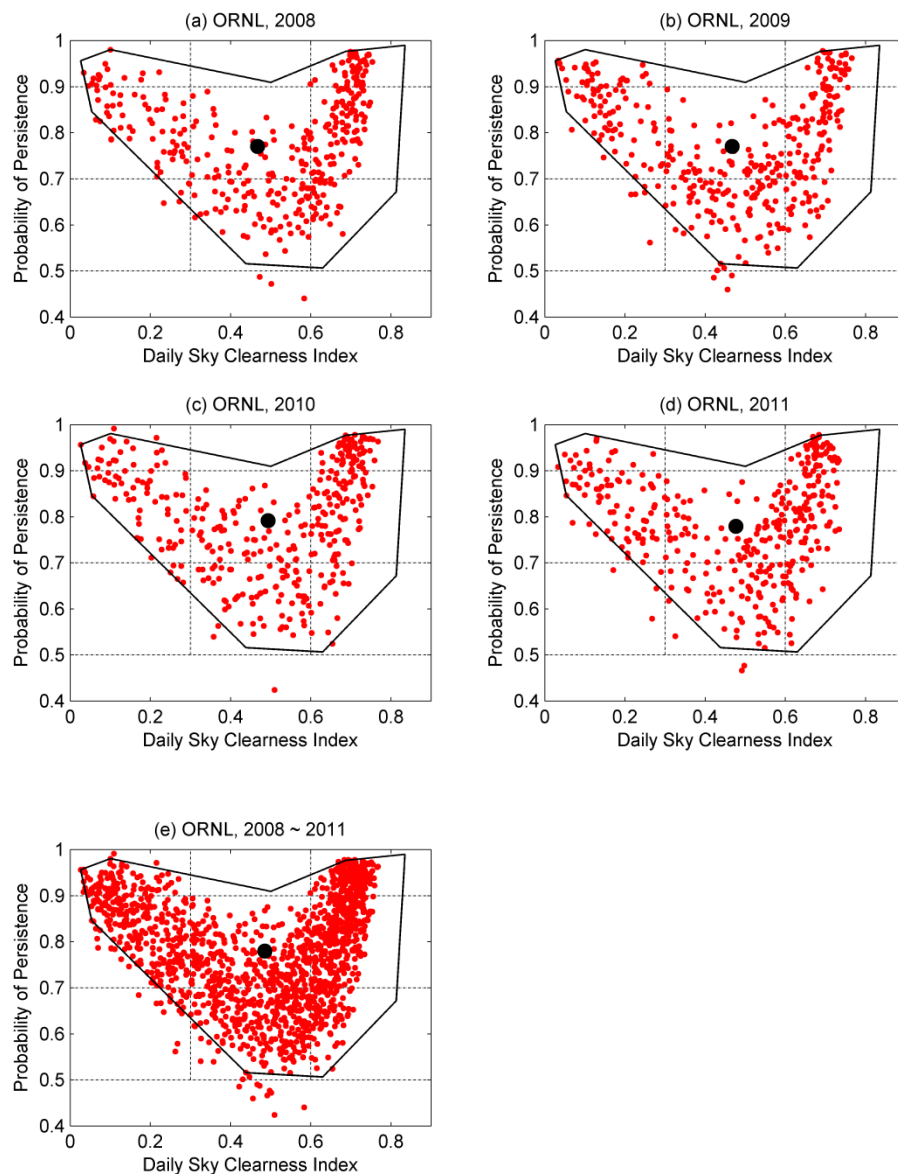 (a) ORNL, 2008
1
0.9
0.8
0.7
0.6
0.5
0.4
Probability of Persistence
0 0.2 0.4 0.6 0.8
Daily Sky Clearness Index
(b) ORNL, 2009
1
0.9
0.8
0.7
0.6
0.5
0.4
Probability of Persistence
0 0.2 0.4 0.6 0.8
Daily Sky Clearness Index
(c) ORNL, 2010
1
0.9
0.8
0.7
0.6
0.5
0.4
Probability of Persistence
0 0.2 0.4 0.6 0.8
Daily Sky Clearness Index
(d) ORNL, 2011
1
0.9
0.8
0.7
0.6
0.5
0.4
Probability of Persistence
0 0.2 0.4 0.6 0.8
Daily Sky Clearness Index
(e) ORNL, 2008 ~ 2011
1
0.9
0.8
0.7
0.6
0.5
0.4
Probability of Persistence
0 0.2 0.4 0.6 0.8
Daily Sky Clearness Index